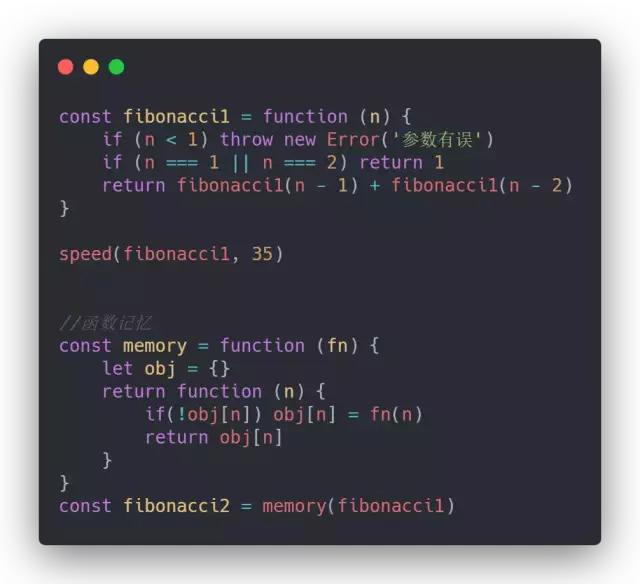 const fibonacci1 = function (n) {
    if (n < 1) throw new Error('参数有误')
    if (n === 1 || n === 2) return 1
    return fibonacci1(n - 1) + fibonacci1(n - 2)
}

speed(fibonacci1, 35)


//函数记忆
const memory = function (fn) {
    let obj = {}
    return function (n) {
        if(!obj[n]) obj[n] = fn(n)
        return obj[n]
    }
}
const fibonacci2 = memory(fibonacci1)